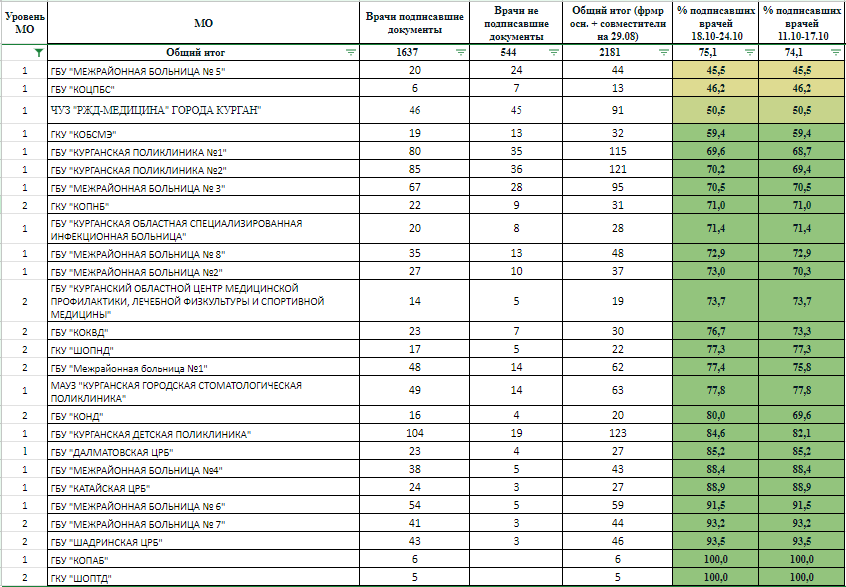 Уровень МО МО Врачи подписавшие документы Врачи не подписавшие документы Общий итог (фрмр осн. + совместители на 29.08) % подписавших врачей 18.10-24.10 % подписавших врачей 11.10-17.10
Общий итог 1637 544 2181 75,1 74,1
1 ГБУ "МЕЖРАЙОННАЯ БОЛЬНИЦА № 5" 20 24 44 45,5 45,5
1 ГБУ "КОЦПБС" 6 7 13 46,2 46,2
1 ЧУЗ "РЖД-МЕДИЦИНА" ГОРОДА КУРГАН" 46 45 91 50,5 50,5
1 ГКУ "КОБСМЭ" 19 13 32 59,4 59,4
1 ГБУ "КУРГАНСКАЯ ПОЛИКЛИНИКА №1" 80 35 115 69,6 68,7
1 ГБУ "КУРГАНСКАЯ ПОЛИКЛИНИКА №2" 85 36 121 70,2 69,4
1 ГБУ "МЕЖРАЙОННАЯ БОЛЬНИЦА № 3" 67 28 95 70,5 70,5
2 ГКУ "КОПНБ" 22 9 31 71,0 71,0
1 ГБУ "КУРГАНСКАЯ ОБЛАСТНАЯ СПЕЦИАЛИЗИРОВАННАЯ ИНФЕКЦИОННАЯ БОЛЬНИЦА" 20 8 28 71,4 71,4
1 ГБУ "МЕЖРАЙОННАЯ БОЛЬНИЦА № 8" 35 13 48 72,9 72,9
1 ГБУ "МЕЖРАЙОННАЯ БОЛЬНИЦА №2" 27 10 37 73,0 70,3
2 ГБУ "КУРГАНСКИЙ ОБЛАСТНОЙ ЦЕНТР МЕДИЦИНСКОЙ ПРОФИЛАКТИКИ, ЛЕЧЕБНОЙ ФИЗКУЛЬТУРЫ И СПОРТИВНОЙ МЕДИЦИНЫ" 14 5 19 73,7 73,7
2 ГБУ "КОКВД" 23 7 30 76,7 73,3
2 ГКУ "ШОПНД" 17 5 22 77,3 77,3
2 ГБУ "Межрайонная больница №1" 48 14 62 77,4 75,8
1 МАУЗ "КУРГАНСКАЯ ГОРОДСКАЯ СТОМАТОЛОГИЧЕСКАЯ ПОЛИКЛИНИКА" 49 14 63 77,8 77,8
2 ГБУ "КОНД" 16 4 20 80,0 69,6
1 ГБУ "КУРГАНСКАЯ ДЕТСКАЯ ПОЛИКЛИНИКА" 104 19 123 84,6 82,1
1 ГБУ "ДАЛМАТОВСКАЯ ЦРБ" 23 4 27 85,2 85,2
1 ГБУ "МЕЖРАЙОННАЯ БОЛЬНИЦА №4" 38 5 43 88,4 88,4
1 ГБУ "КАТАЙСКАЯ ЦРБ" 24 3 27 88,9 88,9
1 ГБУ "МЕЖРАЙОННАЯ БОЛЬНИЦА № 6" 54 5 59 91,5 91,5
2 ГБУ "МЕЖРАЙОННАЯ БОЛЬНИЦА № 7" 41 3 44 93,2 93,2
2 ГБУ "ШАДРИНСКАЯ ЦРБ" 43 3 46 93,5 93,5
1 ГБУ "КОПАБ" 6 6 100,0 100,0
2 ГКУ "ШОПТД" 5 5 100,0 100,0